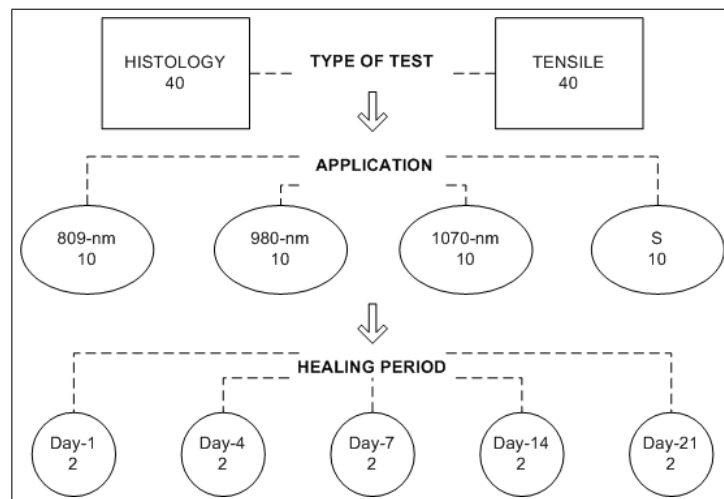 HISTOLOGY
40
TYPE OF TEST
TENSILE
40
APPLICATION
809-nm
10
980-nm
10
1070-nm
10
S
10
HEALING PERIOD
Day-1
2
Day-4
2
Day-7
2
Day-14
2
Day-21
2